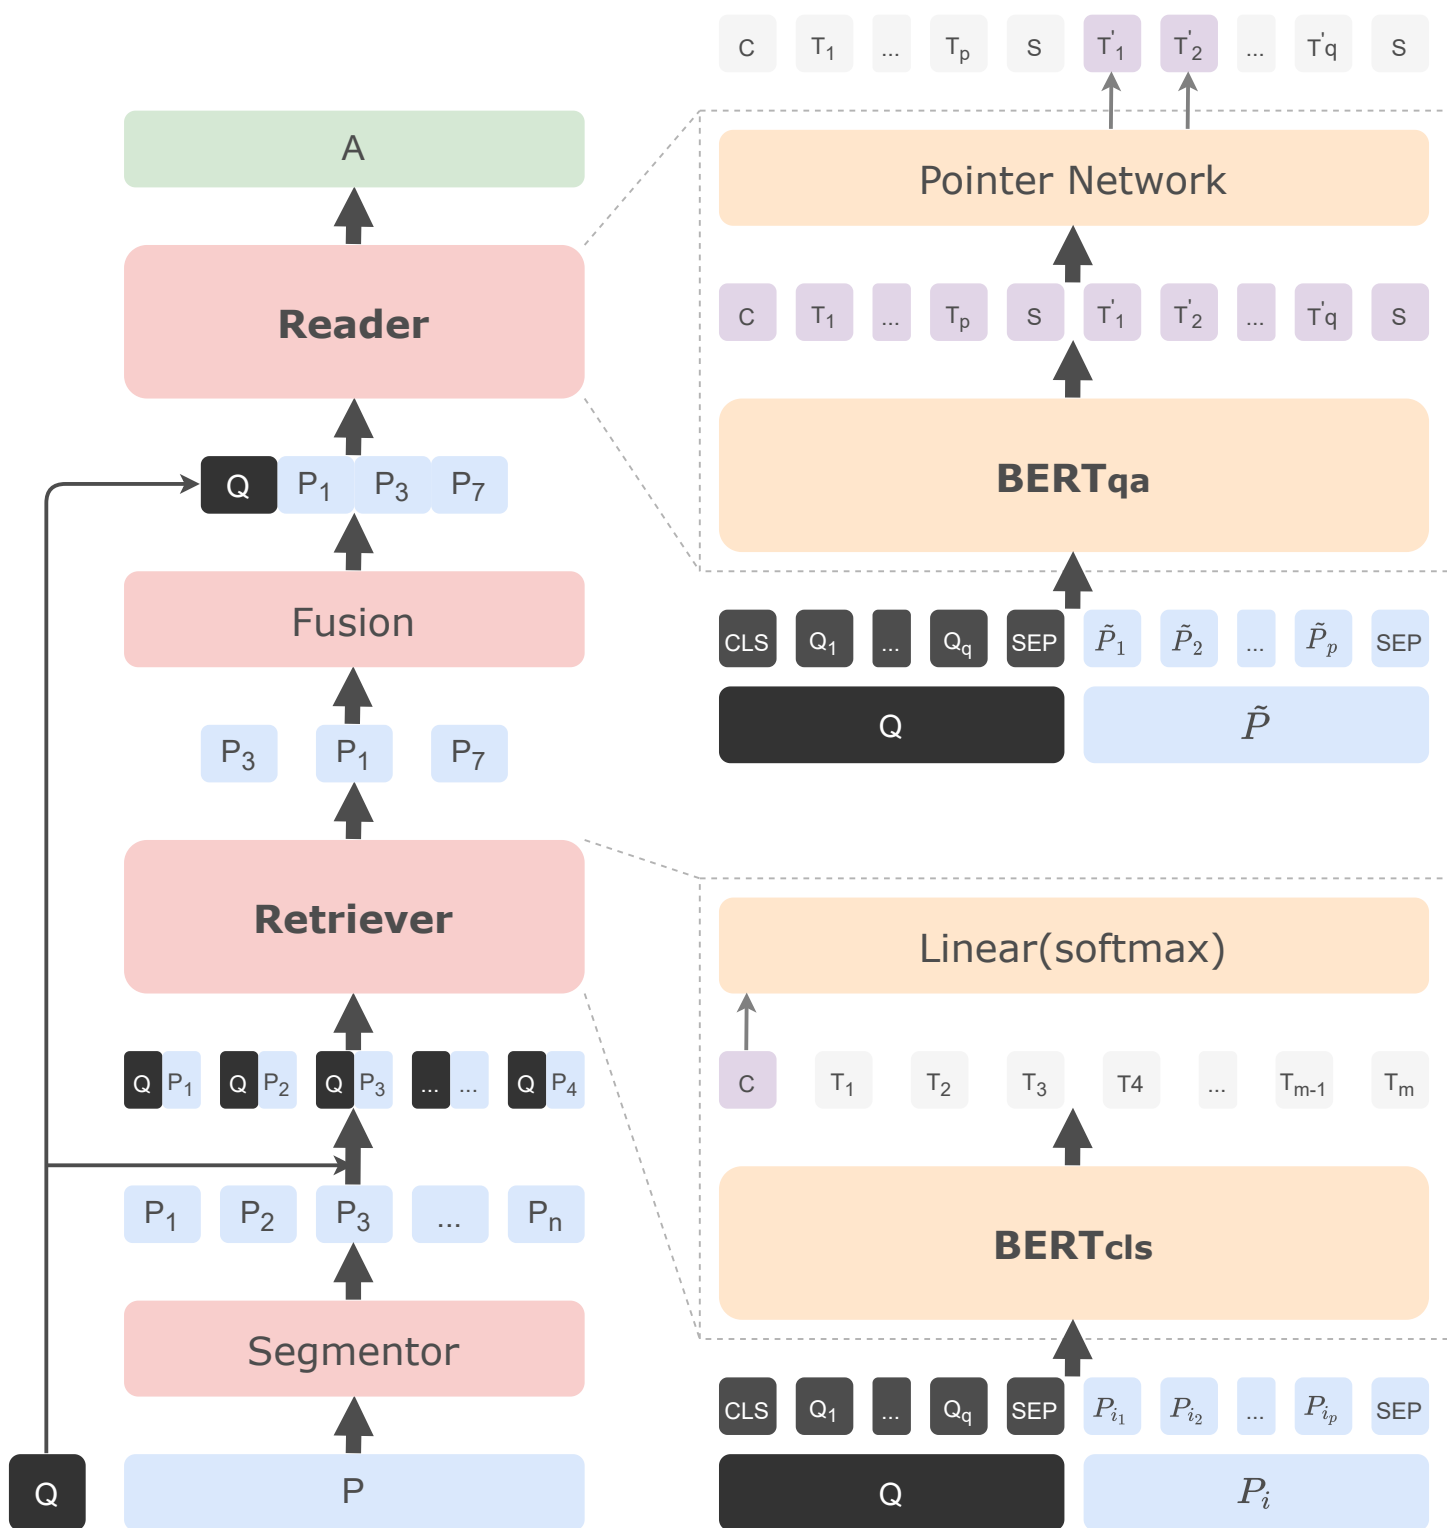 C T1 ... Tp S T'1 T'2 ... T'q S
A
Pointer Network
Reader
C T1 ... Tp S T'1 T'2 ... T'q S
BERTqa
Q P1 P3 P7
Fusion
CLS Q1 ... Qq SEP P̃1 P̃2 ... P̃p SEP
Q P̃
P3 P1 P7
Retriever
Linear(softmax)
Q P1 Q P2 Q P3 ... ... Q P4
C T1 T2 T3 T4 ... Tm-1 Tm
P1 P2 P3 ... Pn
BERTcls
Segmentor
CLS Q1 ... Qq SEP Pi1 Pi2 ... Pip SEP
Q P
Q Pi